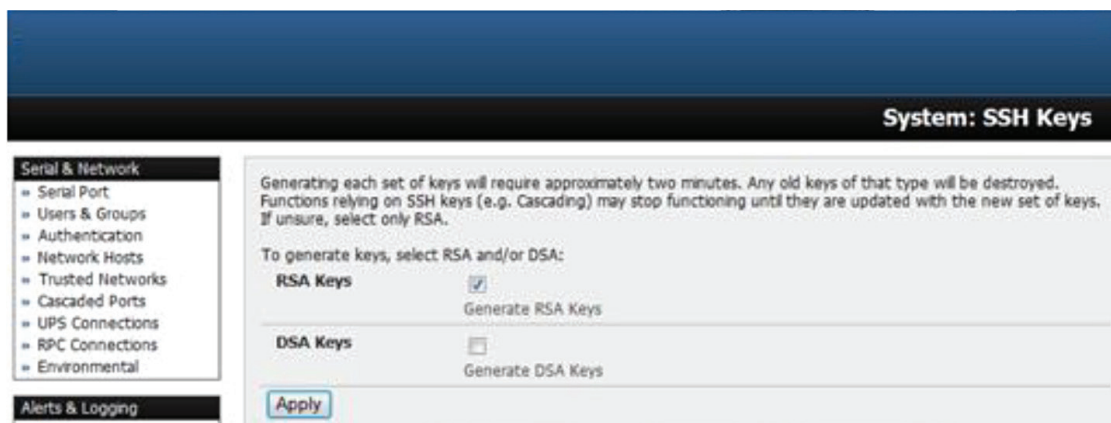 System: SSH Keys
Serial & Network
» Serial Port
» Users & Groups
» Authentication
» Network Hosts
» Trusted Networks
» Cascaded Ports
» UPS Connections
» RPC Connections
» Environmental
Alerts & Logging
Generating each set of keys will require approximately two minutes. Any old keys of that type will be destroyed.
Functions relying on SSH keys (e.g. Cascading) may stop functioning until they are updated with the new set of keys.
If unsure, select only RSA.
To generate keys, select RSA and/or DSA:
RSA Keys
Generate RSA Keys
DSA Keys
Generate DSA Keys
Apply